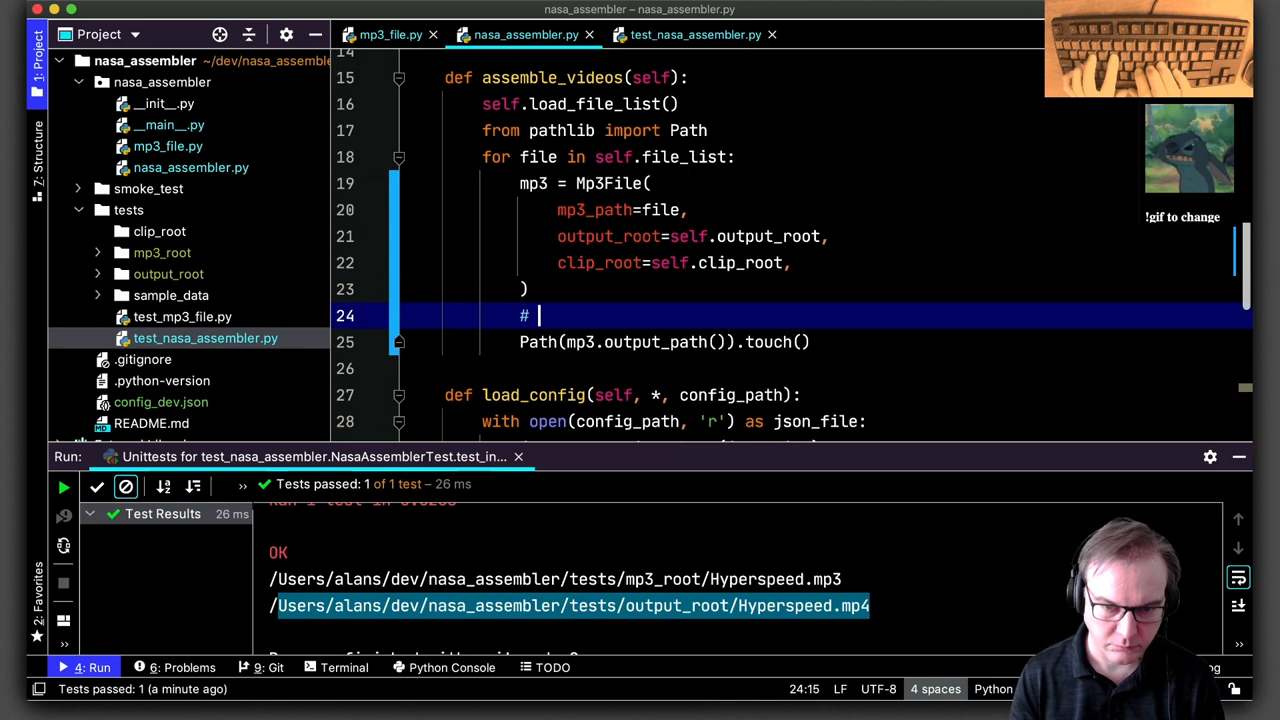 nasa_assembler – nasa_assembler.py
Project
mp3_file.py
nasa_assembler.py
test_nasa_assembler.py
1: Project
7: Structure
2: Favorites
nasa_assembler ~/dev/nasa_assemble
nasa_assembler
__init__.py
__main__.py
mp3_file.py
nasa_assembler.py
smoke_test
tests
clip_root
mp3_root
output_root
sample_data
test_mp3_file.py
test_nasa_assembler.py
.gitignore
.python-version
config_dev.json
README.md
14
15 def assemble_videos(self):
16 self.load_file_list()
17 from pathlib import Path
18 for file in self.file_list:
19 mp3 = Mp3File(
20 mp3_path=file,
21 output_root=self.output_root,
22 clip_root=self.clip_root,
23 )
24 #
25 Path(mp3.output_path()).touch()
26
27 def load_config(self, *, config_path):
28 with open(config_path, 'r') as json_file:
!gif to change
Run: Unittests for test_nasa_assembler.NasaAssemblerTest.test_in...
Tests passed: 1 of 1 test – 26 ms
Test Results 26 ms
OK
/Users/alans/dev/nasa_assembler/tests/mp3_root/Hyperspeed.mp3
/Users/alans/dev/nasa_assembler/tests/output_root/Hyperspeed.mp4
4: Run
6: Problems
9: Git
Terminal
Python Console
TODO
Tests passed: 1 (a minute ago)
24:15 LF UTF-8 4 spaces Python